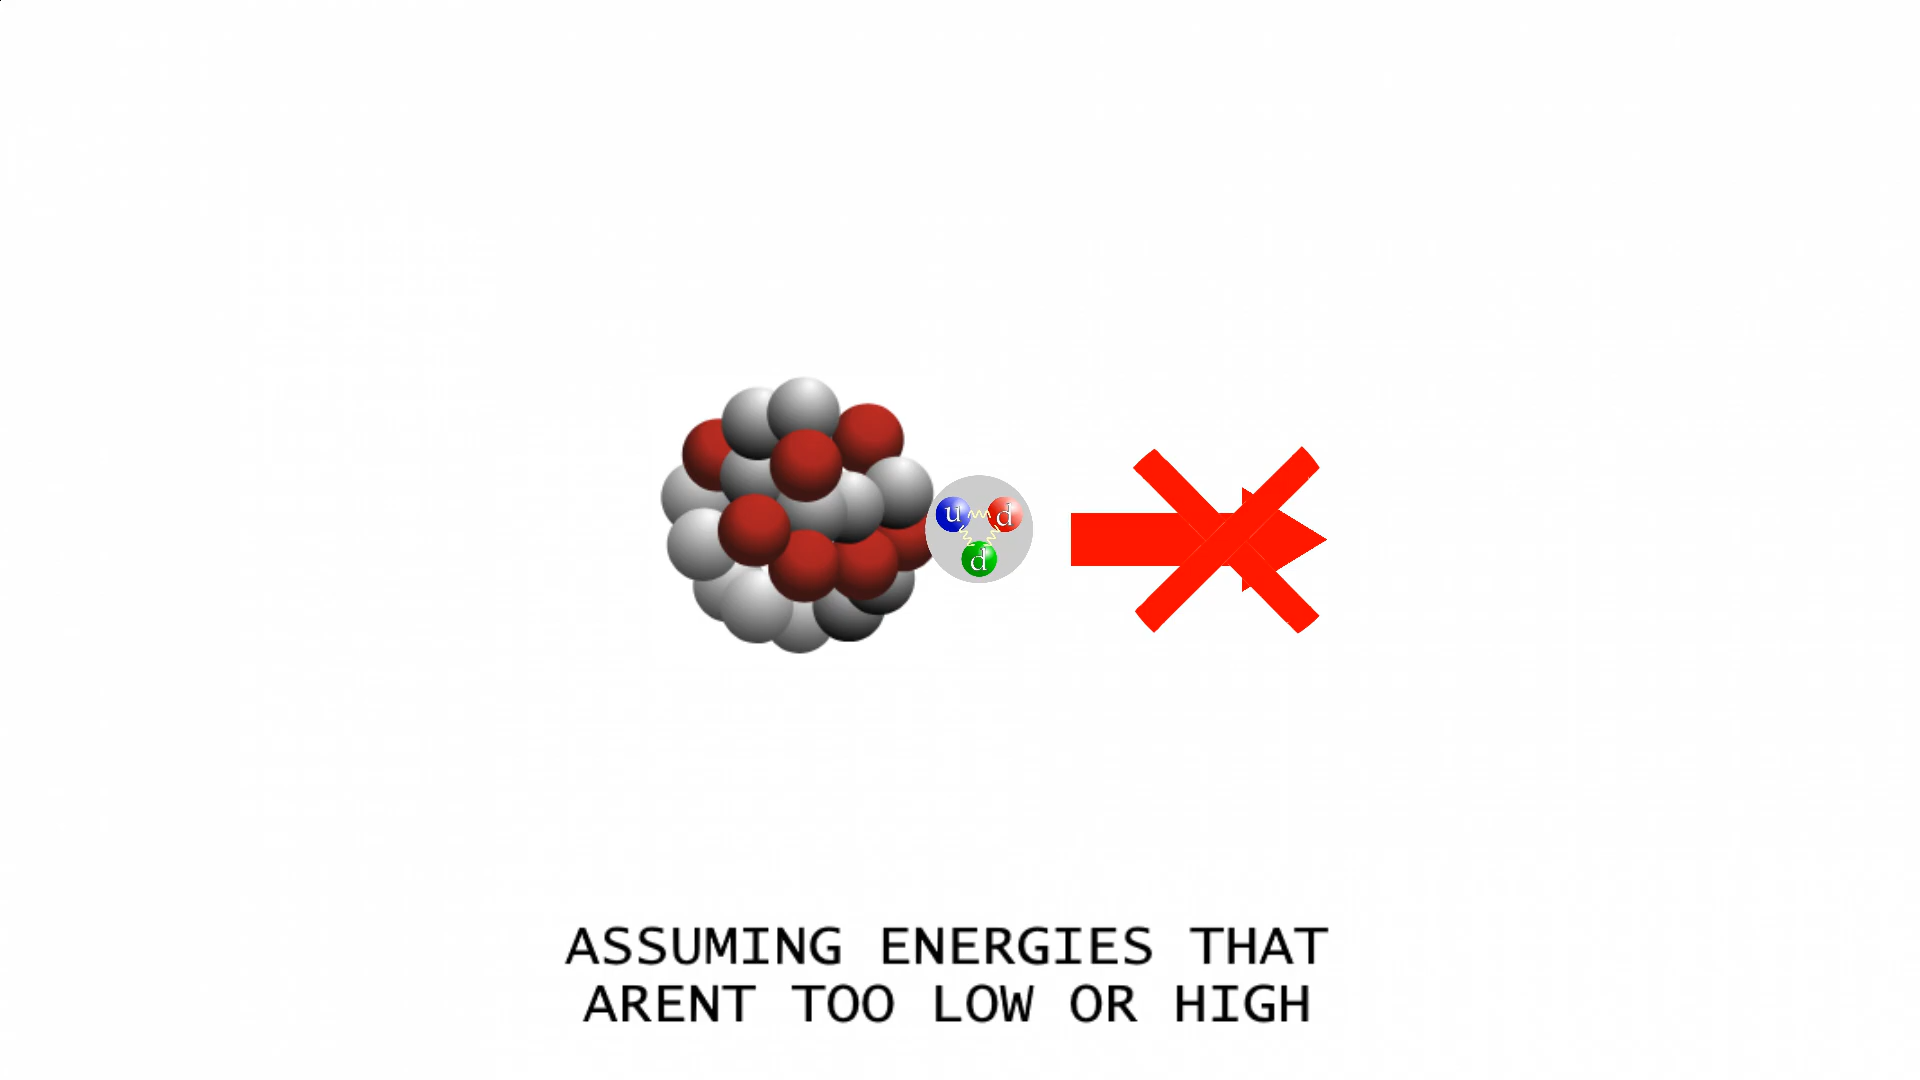 u d
d
ASSUMING ENERGIES THAT
ARENT TOO LOW OR HIGH